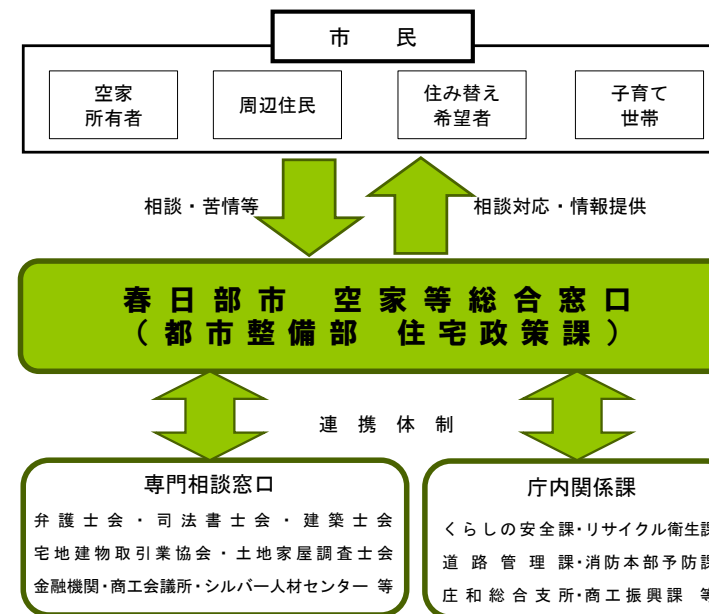 市　民
空家
所有者
周辺住民
住み替え
希望者
子育て
世帯
相談・苦情等
相談対応・情報提供
春日部市　空家等総合窓口
（都市整備部　住宅政策課）
連携体制
専門相談窓口
弁護士会・司法書士会・建築士会
宅地建物取引業協会・土地家屋調査士会
金融機関・商工会議所・シルバー人材センター 等
庁内関係課
くらしの安全課・リサイクル衛生課
道路管理課・消防本部予防課
庄和総合支所・商工振興課 等